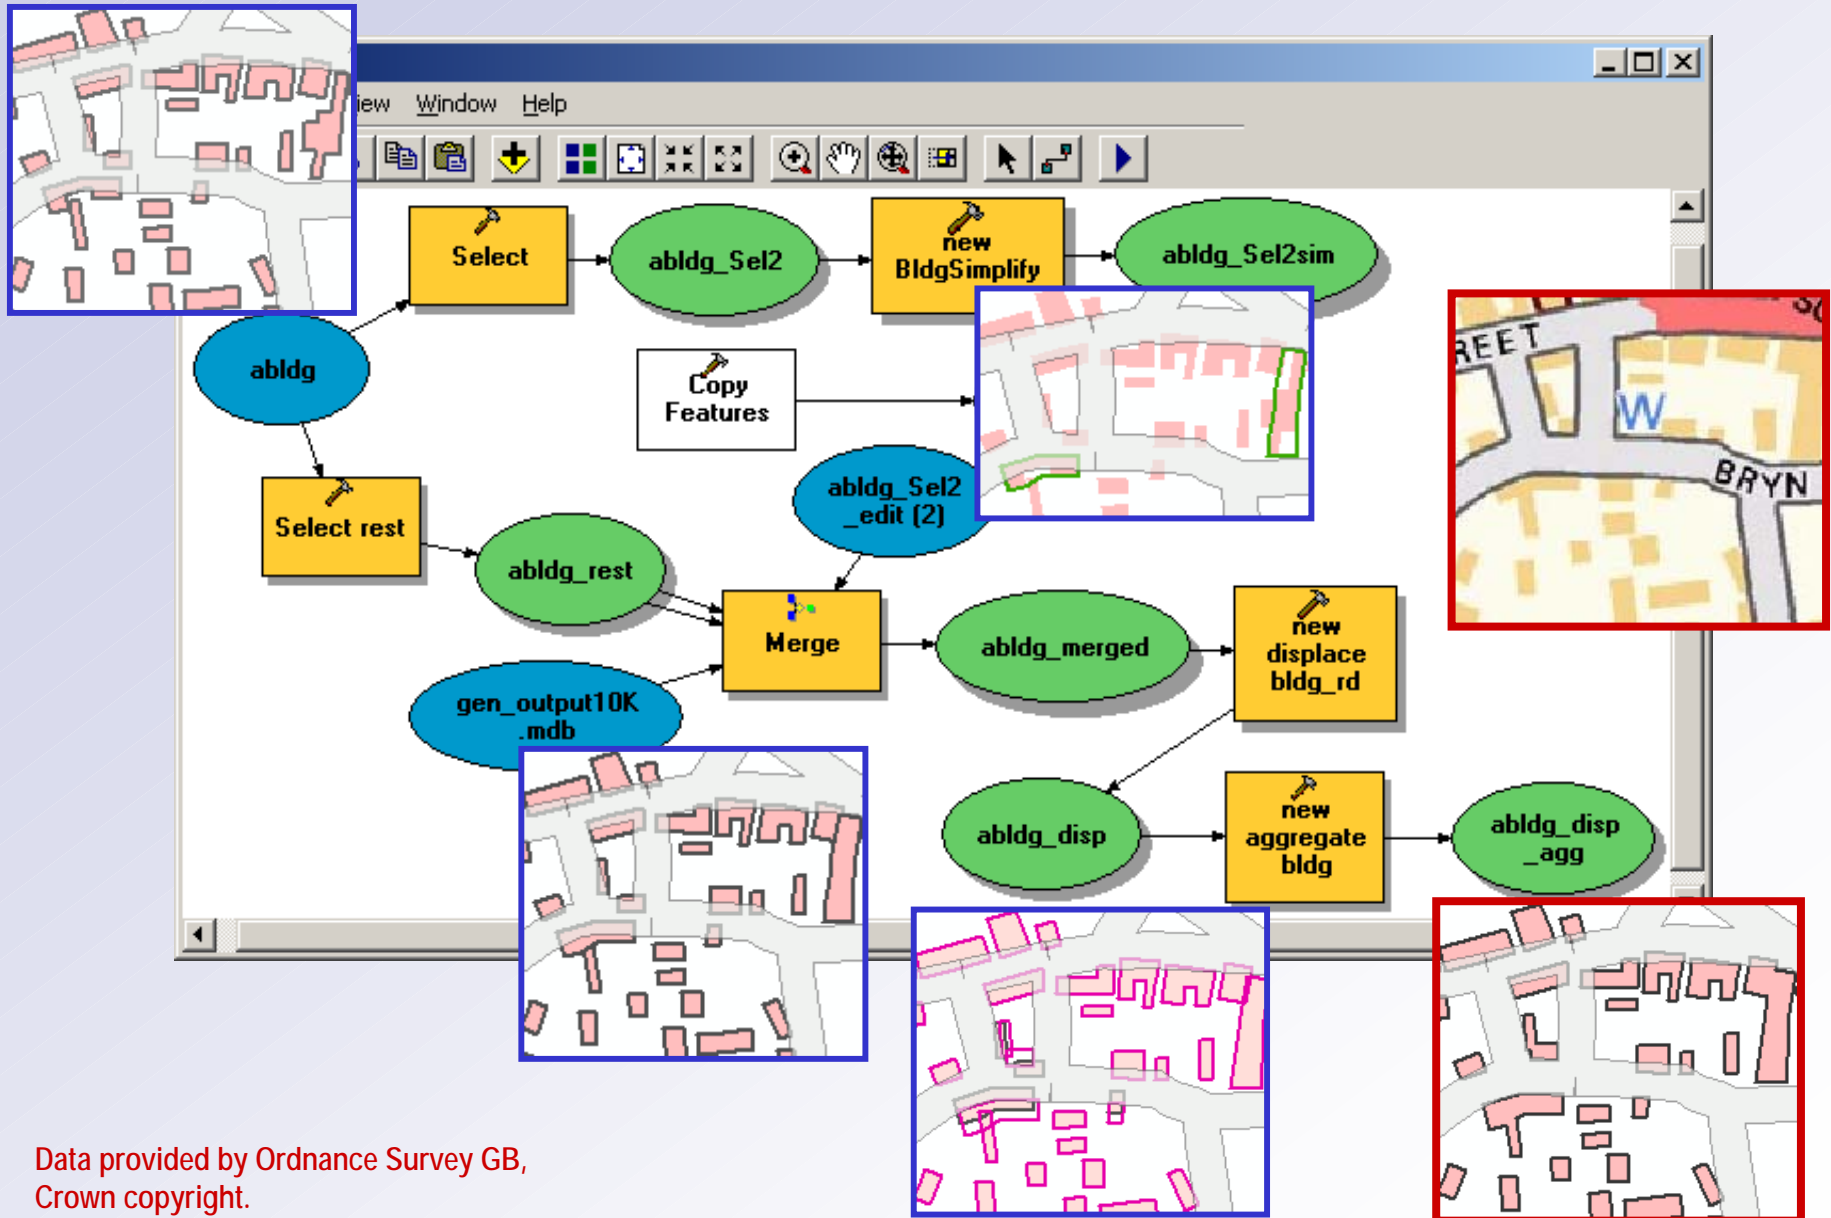 iew Window Help
Select
abldg_Sel2
new
BldgSimplify
abldg_Sel2sim
abldg
Copy
Features
REET
W
BRYN
abldg_Sel2
_edit (2)
Select rest
abldg_rest
Merge
abldg_merged
new
displace
bldg_rd
gen_output10K
.mdb
abldg_disp
new
aggregate
bldg
abldg_disp
_agg
Data provided by Ordnance Survey GB,
Crown copyright.